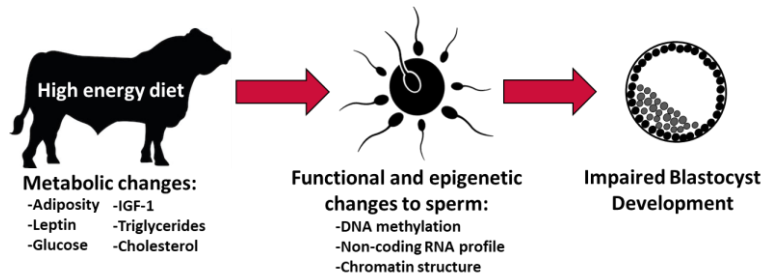 High energy diet
Metabolic changes:
-Adiposity -IGF-1
-Leptin -Triglycerides
-Glucose -Cholesterol
Functional and epigenetic
changes to sperm:
-DNA methylation
-Non-coding RNA profile
-Chromatin structure
Impaired Blastocyst
Development